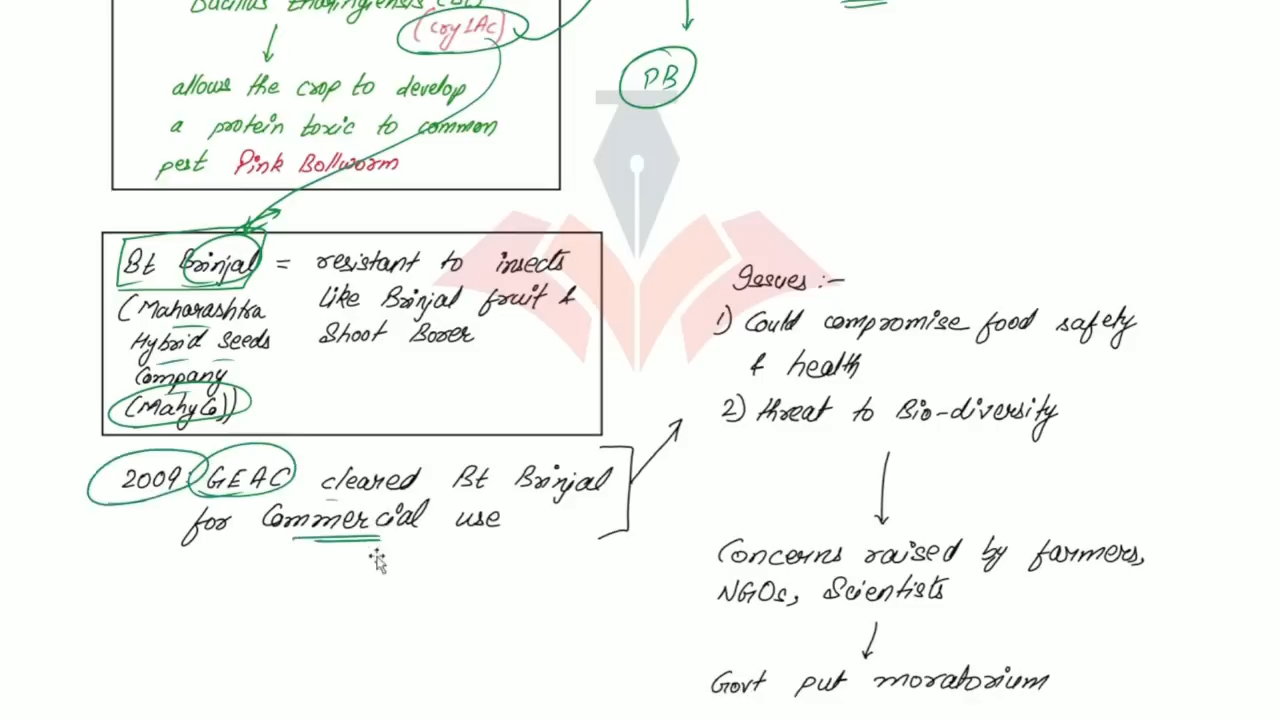 Bacillus
(Cry1Ac)
allows the crop to develop
a protein toxic to common
pest Pink Bollworm
PB
Bt Brinjal = resistant to insects
(Maharashtra like Brinjal fruit &
Hybrid Seeds Shoot Borer
Company
(MahyCo))
2009 GEAC cleared Bt Brinjal
for Commercial use
Issues :-
1) Could compromise food safety
& health
2) threat to Bio-diversity
Concerns raised by farmers,
NGOs, Scientists
Govt put moratorium